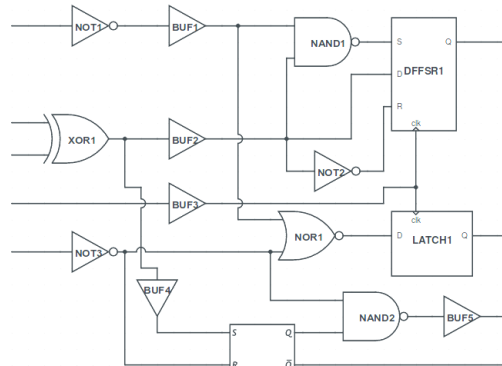 NOT1
BUF1
NAND1
S
Q
DFFSR1
D
R
clk
XOR1
BUF2
NOT2
BUF3
clk
NOR1
D
Q
LATCH1
NOT3
BUF4
NAND2
BUF5
S
Q
R
Q̅